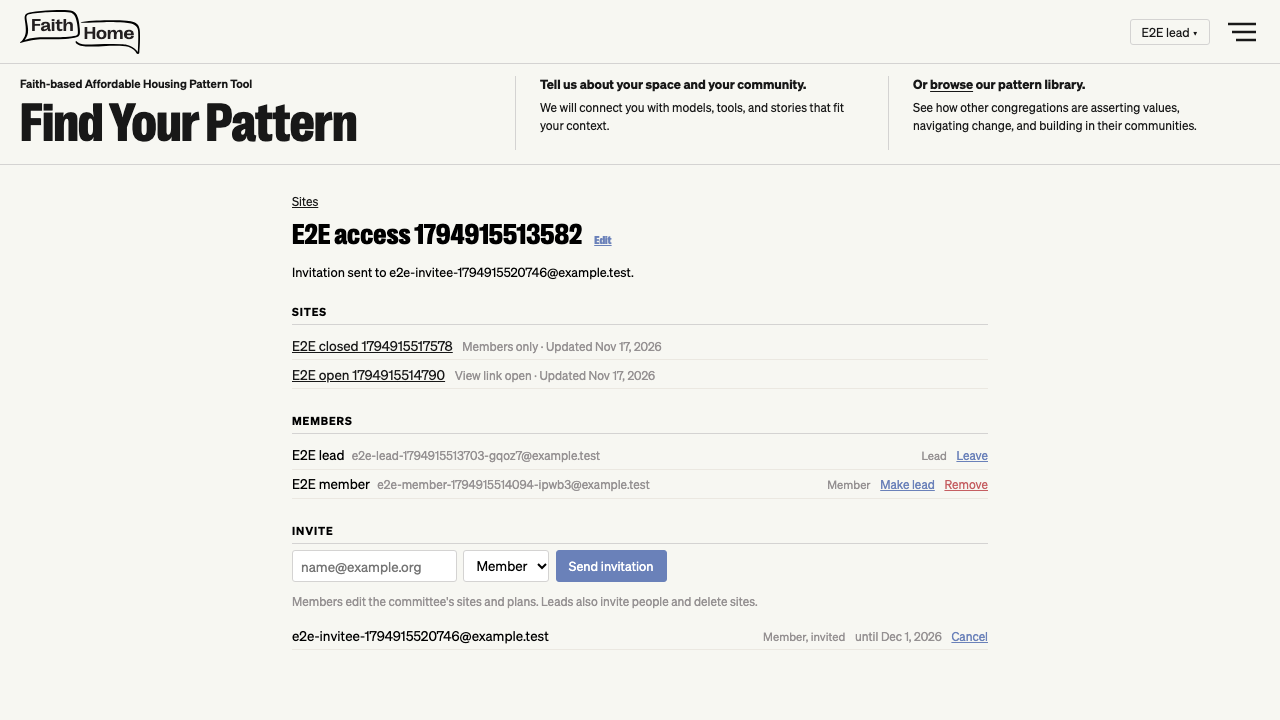 Faith
Home
E2E lead ▾
Faith-based Affordable Housing Pattern Tool
Find Your Pattern
Tell us about your space and your community.
We will connect you with models, tools, and stories that fit
your context.
Or browse our pattern library.
See how other congregations are asserting values,
navigating change, and building in their communities.
Sites
E2E access 1794915513582 Edit
Invitation sent to e2e-invitee-1794915520746@example.test.
SITES
E2E closed 1794915517578 Members only · Updated Nov 17, 2026
E2E open 1794915514790 View link open · Updated Nov 17, 2026
MEMBERS
E2E lead e2e-lead-1794915513703-gqoz7@example.test Lead Leave
E2E member e2e-member-1794915514094-ipwb3@example.test Member Make lead Remove
INVITE
name@example.org Member Send invitation
Members edit the committee's sites and plans. Leads also invite people and delete sites.
e2e-invitee-1794915520746@example.test Member, invited until Dec 1, 2026 Cancel